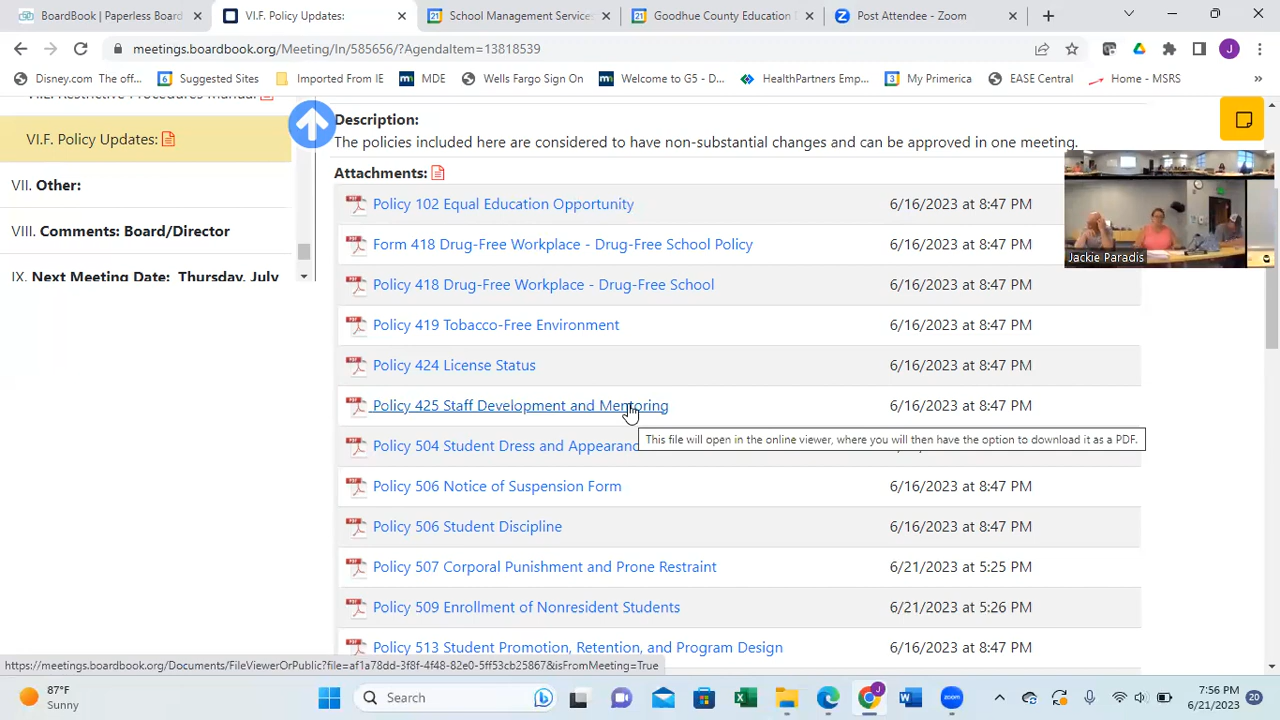 BoardBook | Paperless Board
VI.F. Policy Updates:
School Management Service
Goodhue County Education
Post Attendee - Zoom
meetings.boardbook.org/Meeting/In/585656/?AgendaItem=13818539
J
Disney.com The off...
6 Suggested Sites
Imported From IE
MDE
Wells Fargo Sign On
Welcome to G5 - D...
HealthPartners Emp...
3 My Primerica
EASE Central
Home - MSRS
»
VI.E. Restrictive Procedures Manual:
VI.F. Policy Updates:
VII. Other:
VIII. Comments: Board/Director
IX. Next Meeting Date: Thursday, July
Description:
The policies included here are considered to have non-substantial changes and can be approved in one meeting.
Attachments:
Policy 102 Equal Education Opportunity 6/16/2023 at 8:47 PM
Form 418 Drug-Free Workplace - Drug-Free School Policy 6/16/2023 at 8:47 PM
Policy 418 Drug-Free Workplace - Drug-Free School 6/16/2023 at 8:47 PM
Policy 419 Tobacco-Free Environment 6/16/2023 at 8:47 PM
Policy 424 License Status 6/16/2023 at 8:47 PM
Policy 425 Staff Development and Mentoring 6/16/2023 at 8:47 PM
Policy 504 Student Dress and Appearanc
This file will open in the online viewer, where you will then have the option to download it as a PDF.
Policy 506 Notice of Suspension Form 6/16/2023 at 8:47 PM
Policy 506 Student Discipline 6/16/2023 at 8:47 PM
Policy 507 Corporal Punishment and Prone Restraint 6/21/2023 at 5:25 PM
Policy 509 Enrollment of Nonresident Students 6/21/2023 at 5:26 PM
Policy 513 Student Promotion, Retention, and Program Design 6/16/2023 at 8:47 PM
Jackie Paradis
https://meetings.boardbook.org/Documents/FileViewerOrPublic?file=af1a78dd-3f8f-4f48-82e0-5ff53cb25867&isFromMeeting=True
87°F
Sunny
Search
7:56 PM
6/21/2023
20